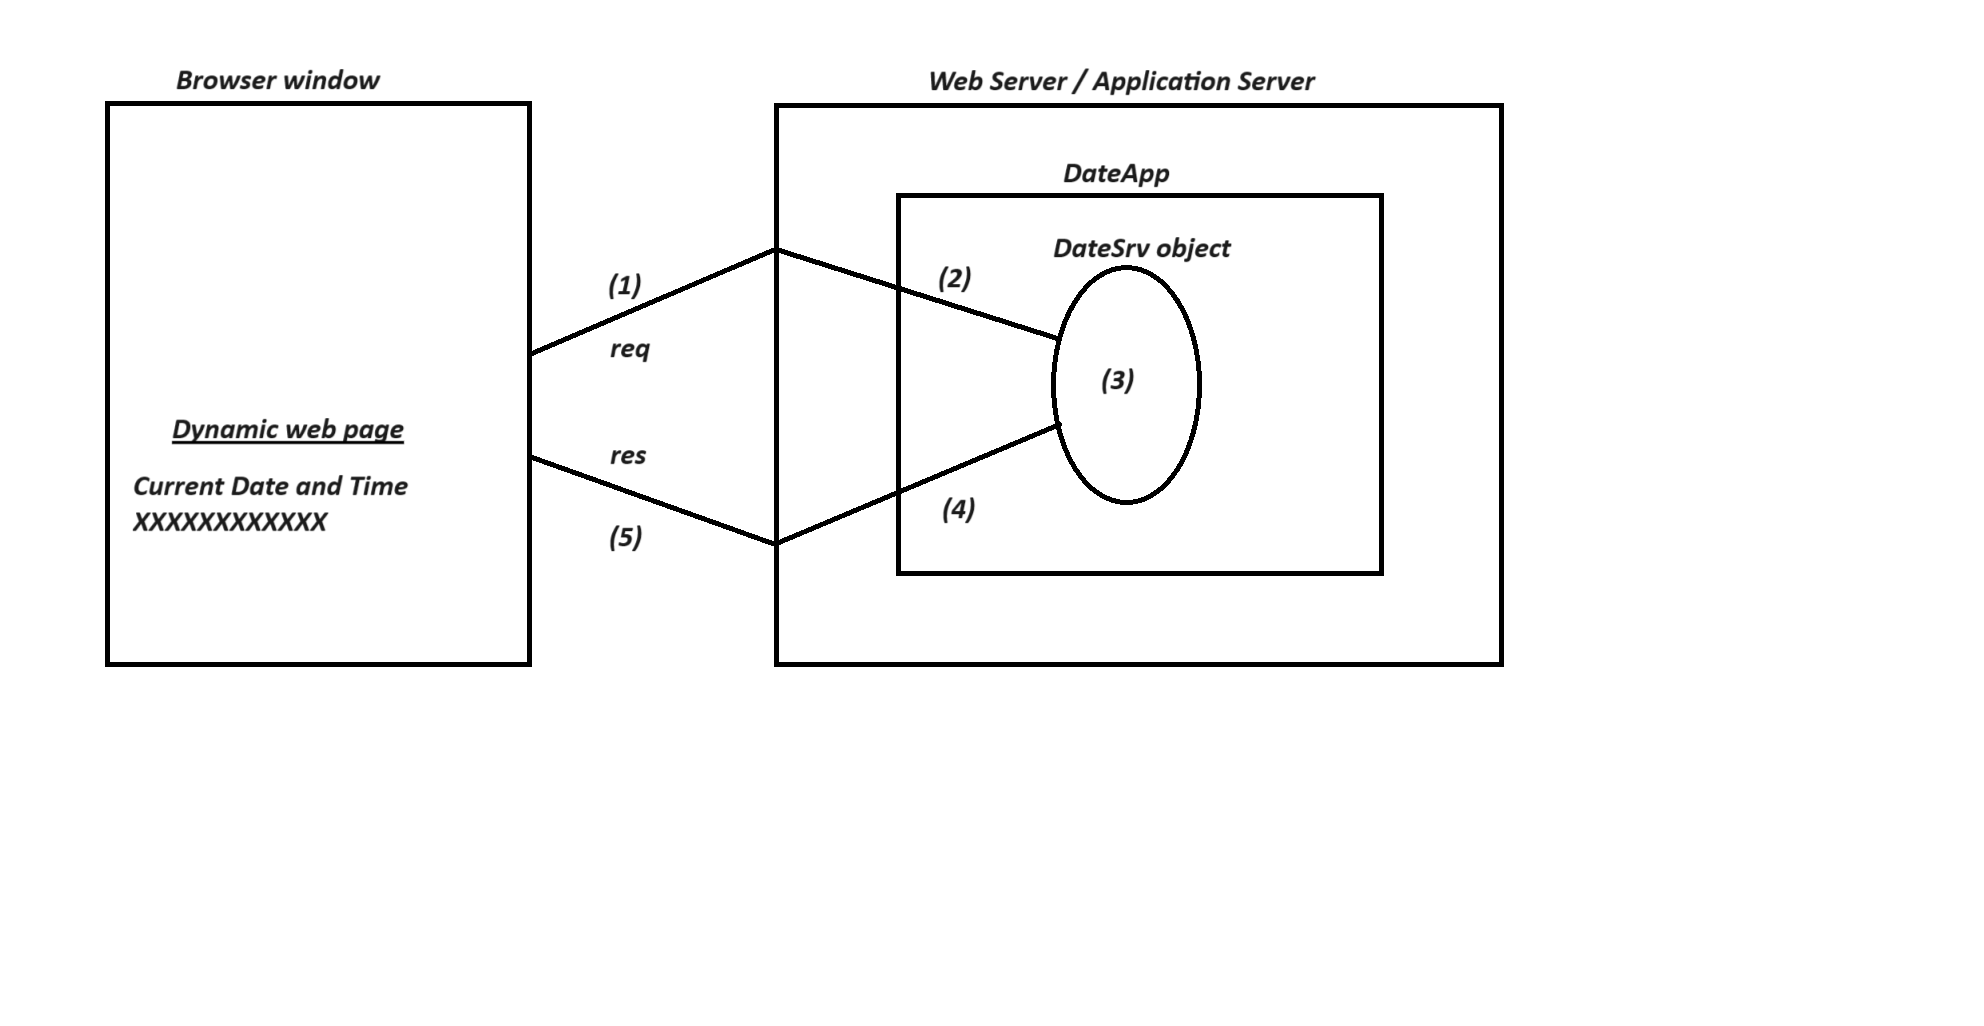 Browser window
Web Server / Application Server
DateApp
DateSrv object
(1)
(2)
req
(3)
Dynamic web page
res
Current Date and Time
XXXXXXXXXXXX
(4)
(5)